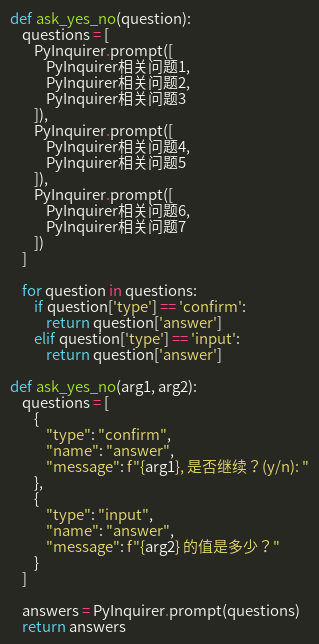 def ask_yes_no(question):
    questions = [
        PyInquirer.prompt([
            PyInquirer相关问题1,
            PyInquirer相关问题2,
            PyInquirer相关问题3
        ]),
        PyInquirer.prompt([
            PyInquirer相关问题4,
            PyInquirer相关问题5
        ]),
        PyInquirer.prompt([
            PyInquirer相关问题6,
            PyInquirer相关问题7
        ])
    ]

    for question in questions:
        if question['type'] == 'confirm':
            return question['answer']
        elif question['type'] == 'input':
            return question['answer']

def ask_yes_no(arg1, arg2):
    questions = [
        {
            "type": "confirm",
            "name": "answer",
            "message": f"{arg1}, 是否继续？(y/n): "
        },
        {
            "type": "input",
            "name": "answer",
            "message": f"{arg2} 的值是多少？"
        }
    ]

    answers = PyInquirer.prompt(questions)
    return answers